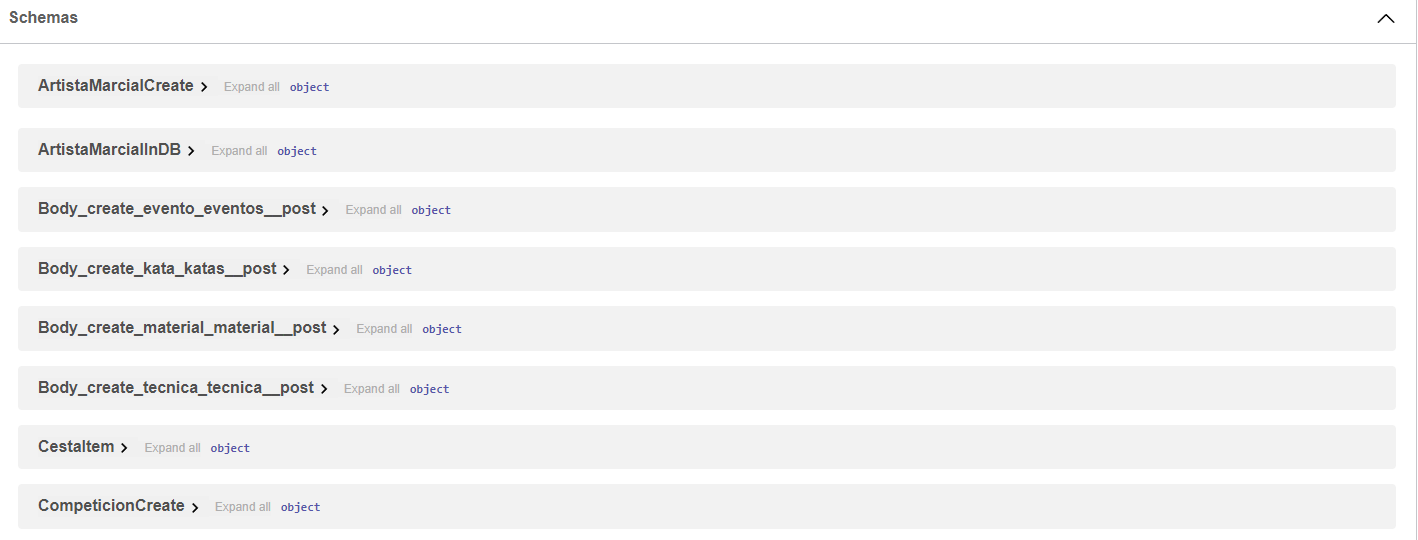 Schemas
ArtistaMarcialCreate Expand all object
ArtistaMarcialInDB Expand all object
Body_create_evento_eventos__post Expand all object
Body_create_kata_katas__post Expand all object
Body_create_material_material__post Expand all object
Body_create_tecnica_tecnica__post Expand all object
CestaItem Expand all object
CompeticionCreate Expand all object